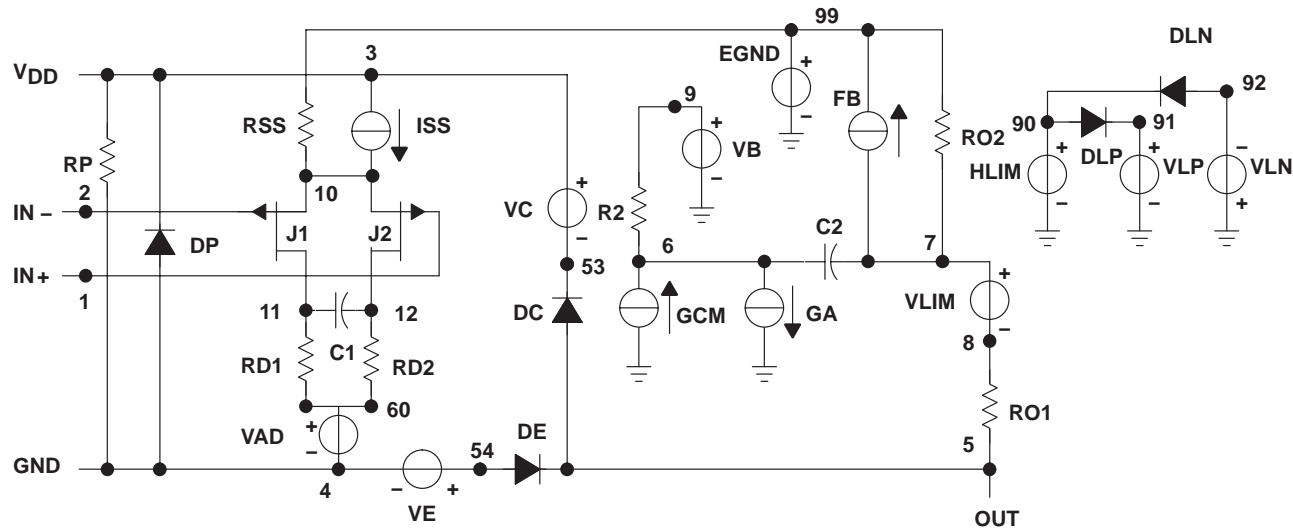 99
3
DLN
VDD
EGND
+
92
9
FB
+
RSS
ISS
VB
−
RO2
90
91
−
RP
2
10
+
DLP
HLIM
+
VLP
+
VLN
−
−
+
IN −
VC
+
R2
C2
J1
J2
−
6
7
DP
53
IN+
1
GCM
GA
VLIM
+
−
11
12
DC
C1
8
RD1
RD2
60
RO1
VAD
+
−
DE
54
5
GND
4
−
+
VE
OUT